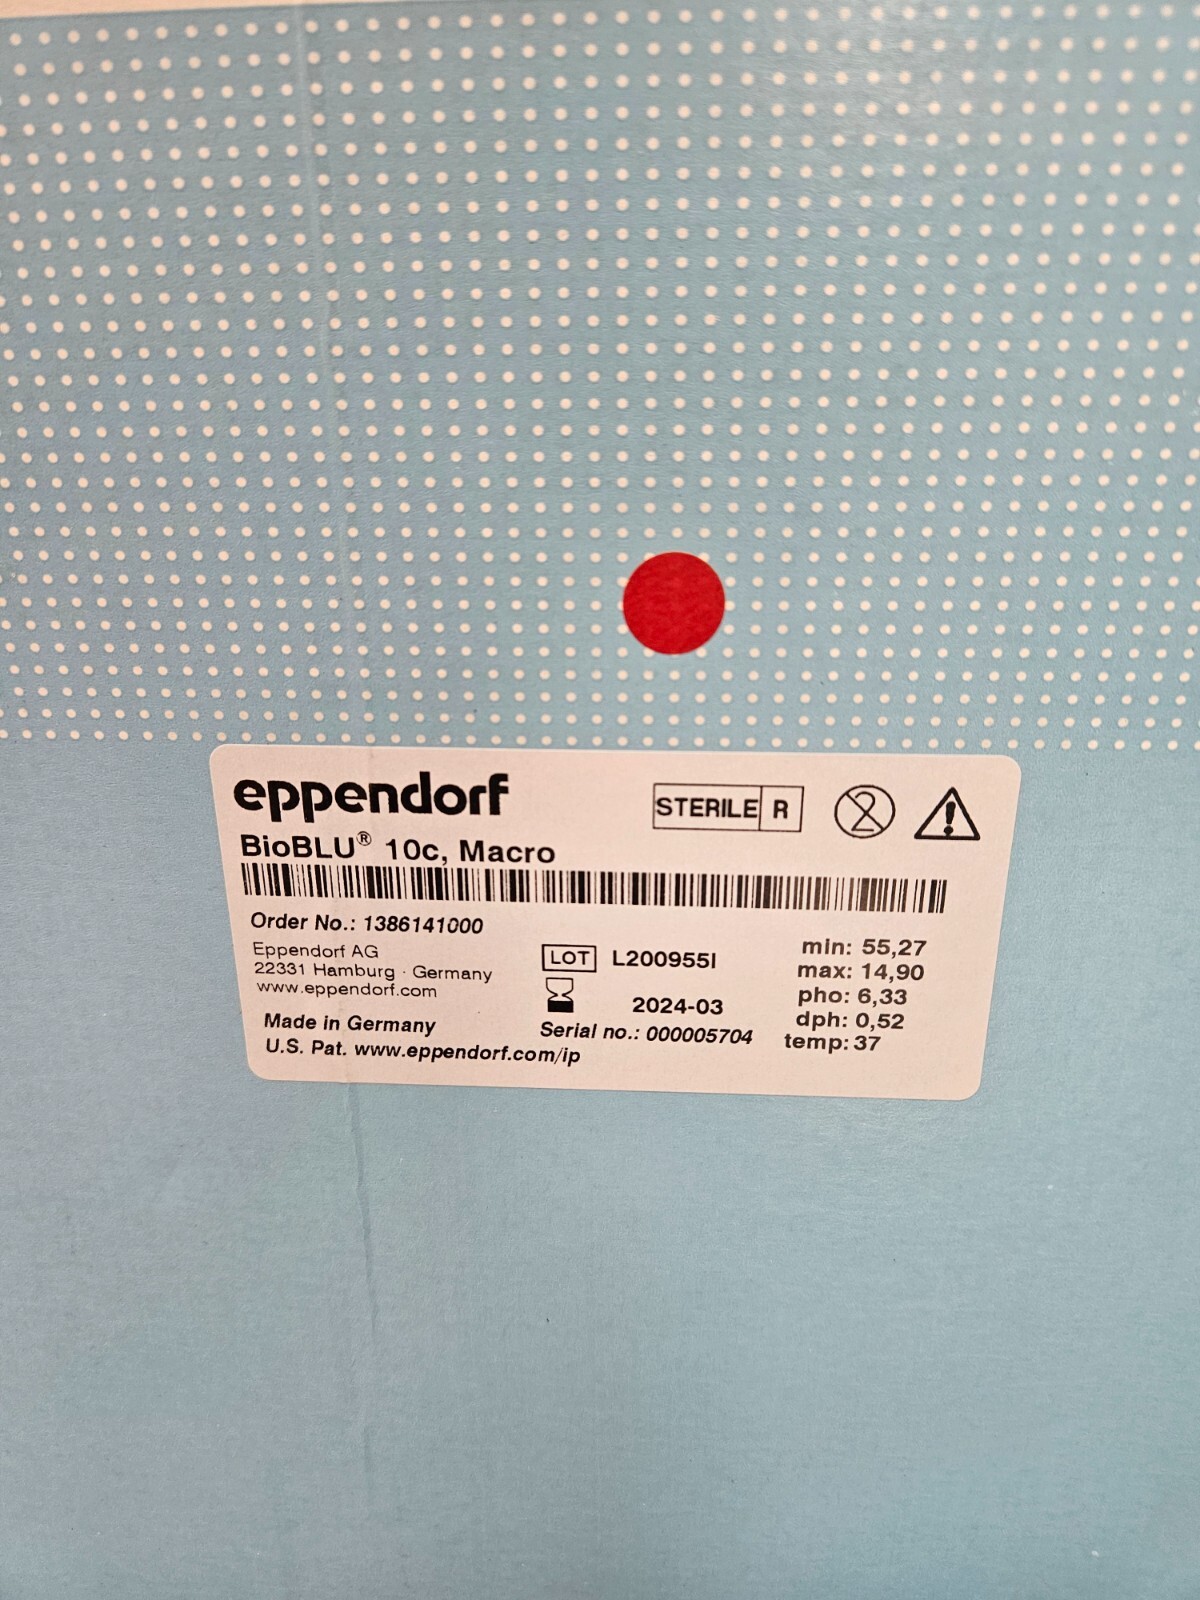 eppendorf
STERILE R
2
BioBLU® 10c, Macro
Order No.: 1386141000
Eppendorf AG
22331 Hamburg · Germany
www.eppendorf.com
Made in Germany
U.S. Pat. www.eppendorf.com/ip
LOT L200955I
2024-03
Serial no.: 000005704
min: 55,27
max: 14,90
pho: 6,33
dph: 0,52
temp: 37